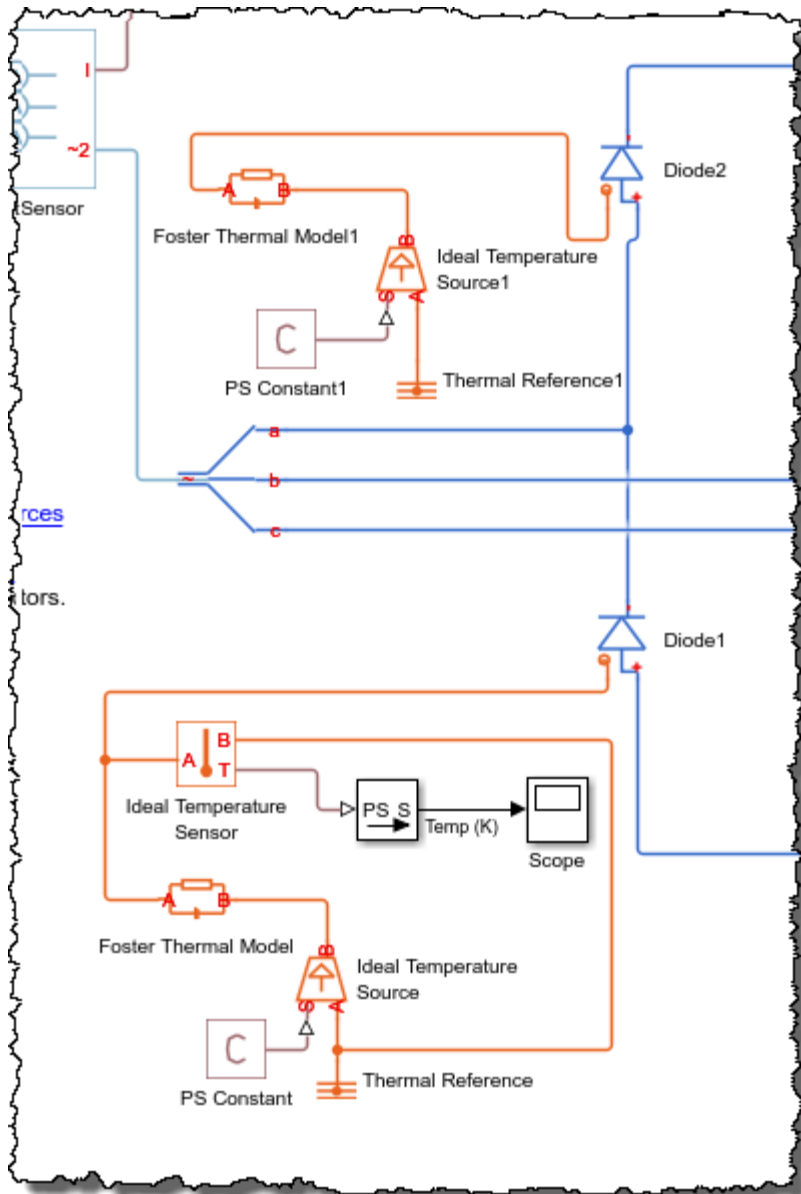 1
~2
Sensor
A
B
Foster Thermal Model1
B
S
A
Ideal Temperature
Source1
C
PS Constant1
Thermal Reference1
-
+
Diode2
~
a
b
c
rces
tors.
-
+
Diode1
A
B
T
Ideal Temperature
Sensor
PS S
Temp (K)
Scope
A
B
Foster Thermal Model
B
S
A
Ideal Temperature
Source
C
PS Constant
Thermal Reference